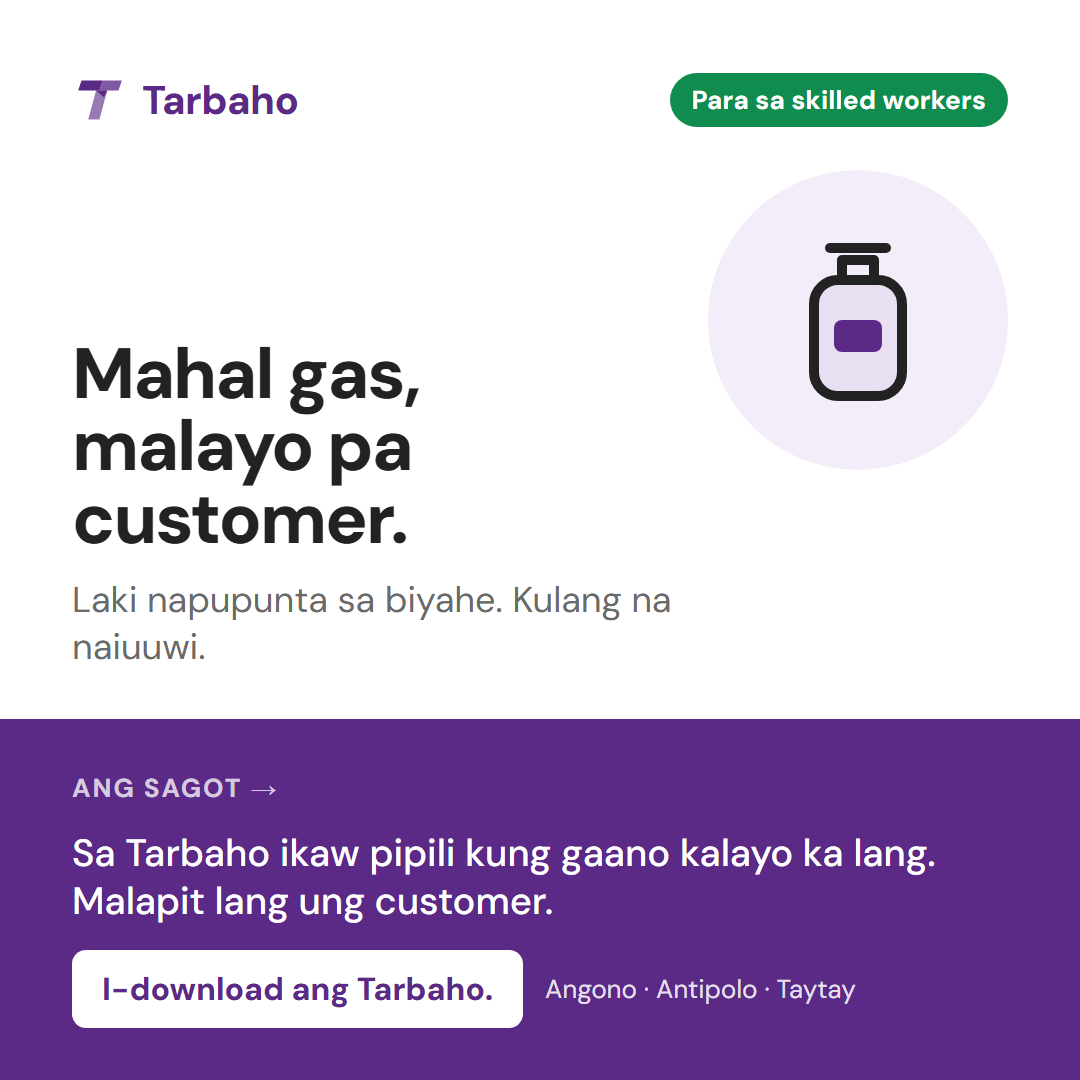 Tarbaho
Para sa skilled workers
Mahal gas,
malayo pa
customer.
Laki napupunta sa biyahe. Kulang na
naiuuwi.
ANG SAGOT →
Sa Tarbaho ikaw pipili kung gaano kalayo ka lang.
Malapit lang ung customer.
I-download ang Tarbaho.
Angono · Antipolo · Taytay